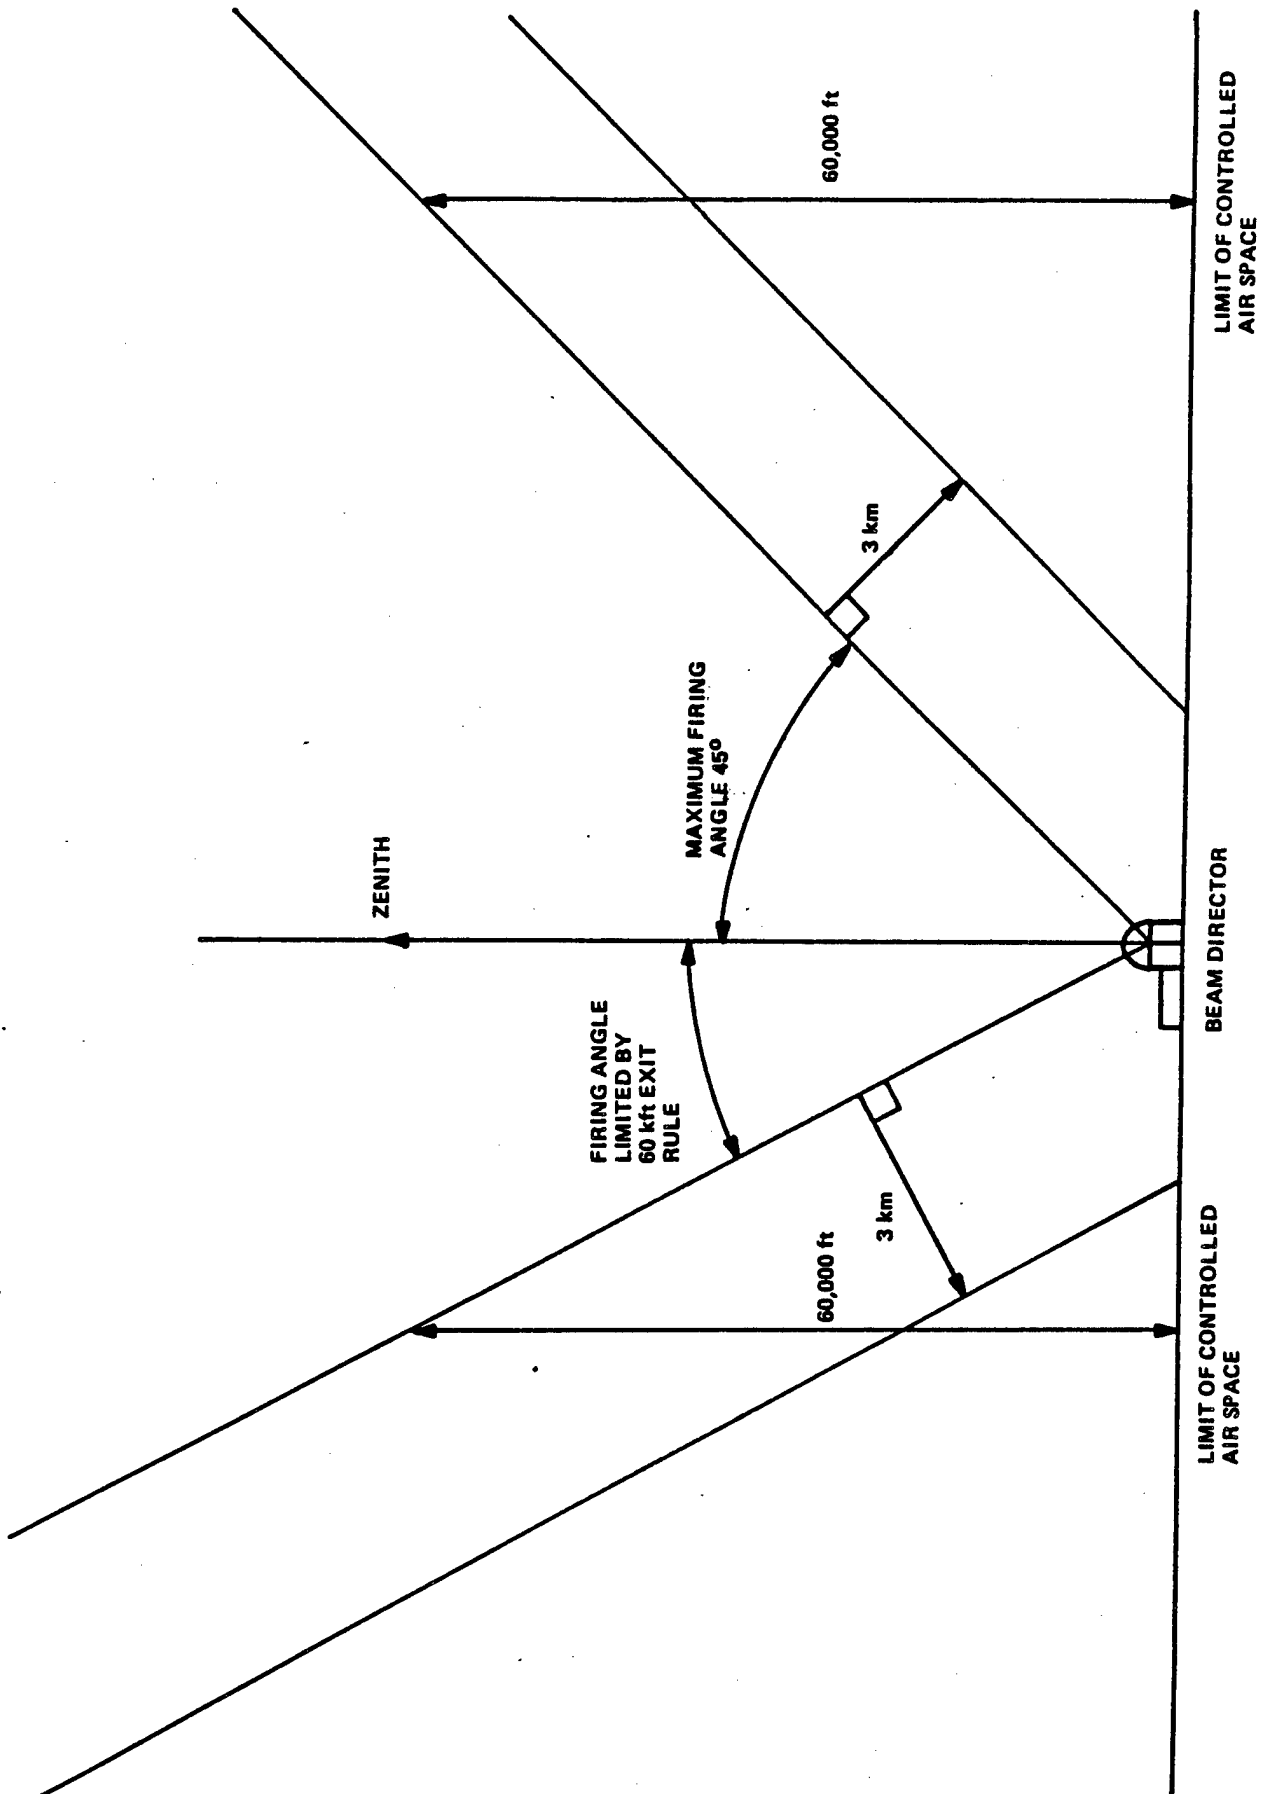 ZENITH
FIRING ANGLE
LIMITED BY
60 kft EXIT
RULE
MAXIMUM FIRING
ANGLE 45°
60,000 ft
3 km
3 km
60,000 ft
LIMIT OF CONTROLLED
AIR SPACE
BEAM DIRECTOR
LIMIT OF CONTROLLED
AIR SPACE